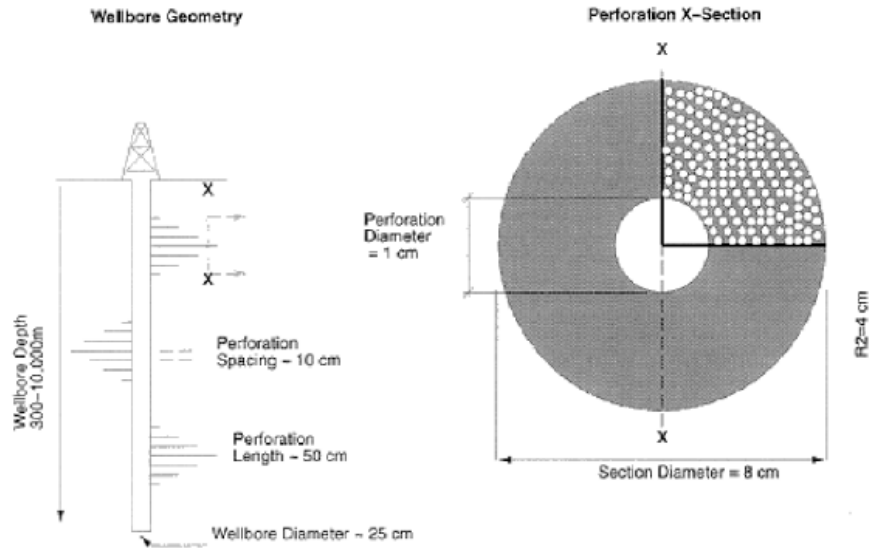 Wellbore Geometry
Perforation X-Section
X
X
X
Perforation
Diameter
= 1 cm
Wellbore Depth
300-10,000m
Perforation
Spacing ~ 10 cm
R2=4 cm
Perforation
Length ~ 50 cm
X
Section Diameter = 8 cm
Wellbore Diameter ~ 25 cm